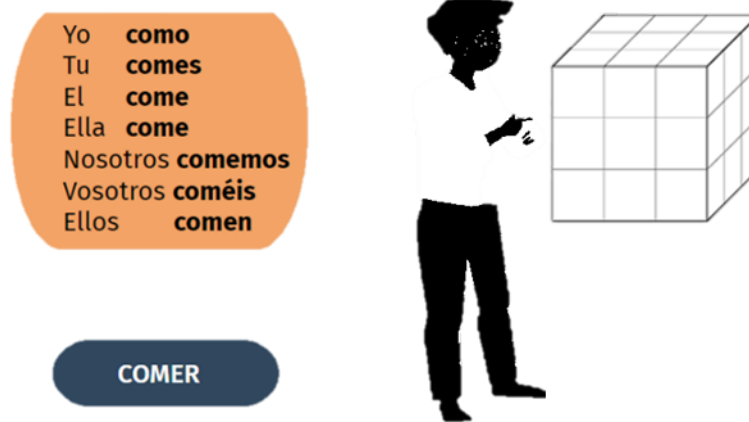 Yo como
Tu comes
El come
Ella come
Nosotros comemos
Vosotros coméis
Ellos comen
COMER